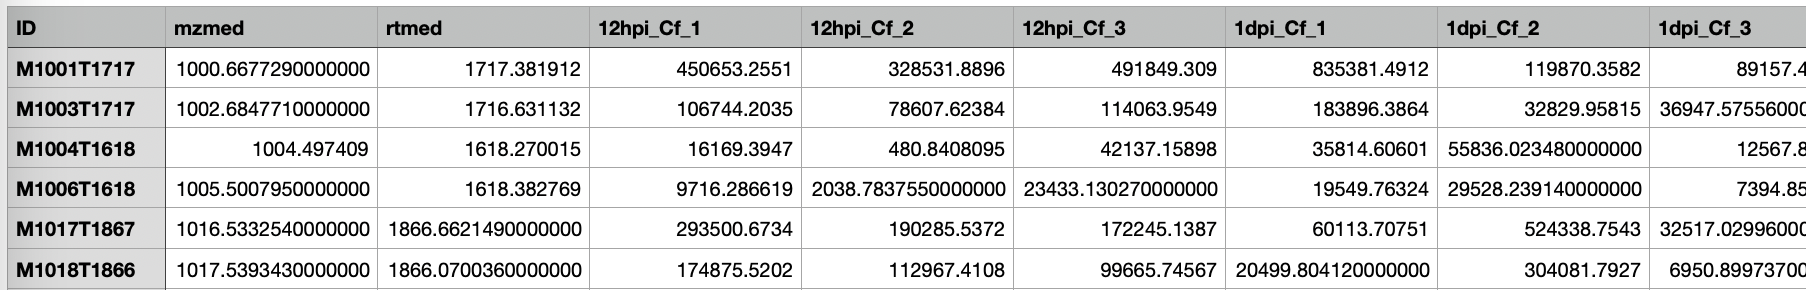 ID mzmed rtmed 12hpi_Cf_1 12hpi_Cf_2 12hpi_Cf_3 1dpi_Cf_1 1dpi_Cf_2 1dpi_Cf_3
M1001T1717 1000.6677290000000 1717.381912 450653.2551 328531.8896 491849.309 835381.4912 119870.3582 89157.4
M1003T1717 1002.6847710000000 1716.631132 106744.2035 78607.62384 114063.9549 183896.3864 32829.95815 36947.57556000
M1004T1618 1004.497409 1618.270015 16169.3947 480.8408095 42137.15898 35814.60601 55836.023480000000 12567.8
M1006T1618 1005.5007950000000 1618.382769 9716.286619 2038.7837550000000 23433.130270000000 19549.76324 29528.239140000000 7394.85
M1017T1867 1016.5332540000000 1866.6621490000000 293500.6734 190285.5372 172245.1387 60113.70751 524338.7543 32517.02996000
M1018T1866 1017.5393430000000 1866.0700360000000 174875.5202 112967.4108 99665.74567 20499.804120000000 304081.7927 6950.89973700